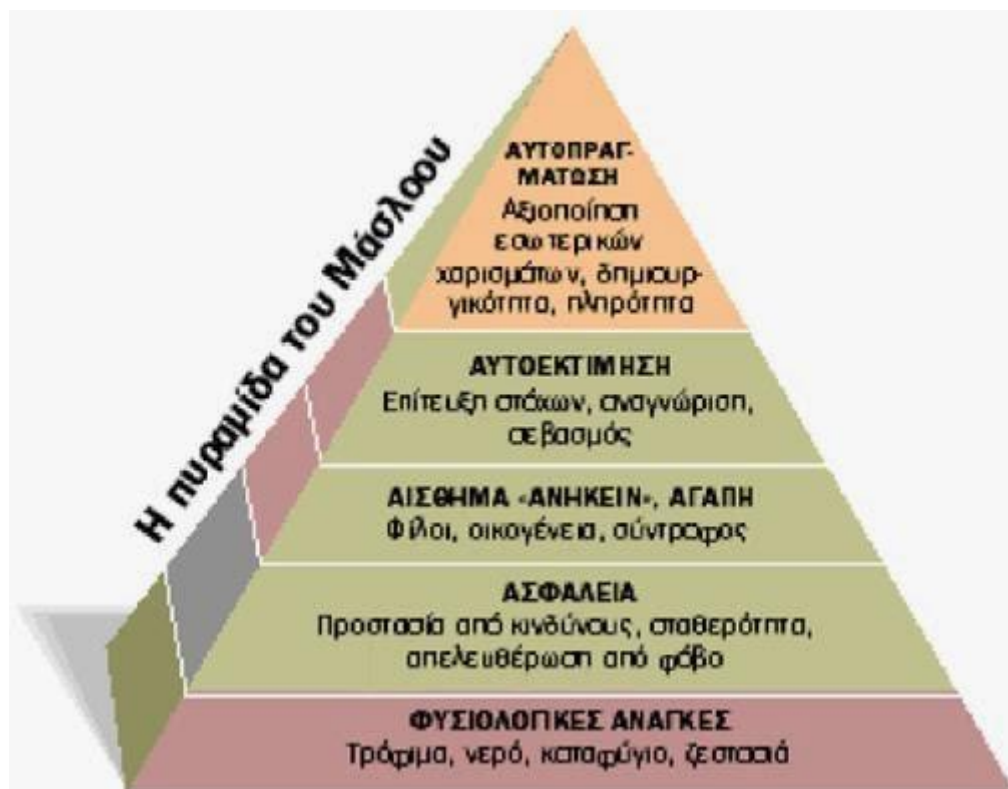 Η πυραμίδα του Μάσλοου
ΑΥΤΟΠΡΑΓ-
ΜΑΤΩΣΗ
Αξιοποίηση
εσωτερικών
χαρισμάτων, δημιουρ-
γικότητα, πληρότητα
ΑΥΤΟΕΚΤΙΜΗΣΗ
Επίτευξη στόχων, αναγνώριση,
σεβασμός
ΑΙΣΘΗΜΑ «ΑΝΗΚΕΙΝ», ΑΓΑΠΗ
Φίλοι, οικογένεια, σύντροφος
ΑΣΦΑΛΕΙΑ
Προστασία από κινδύνους, σταθερότητα,
απελευθέρωση από φόβο
ΦΥΣΙΟΛΟΓΙΚΕΣ ΑΝΑΓΚΕΣ
Τρόφιμα, νερό, καταφύγιο, ζεστασιά